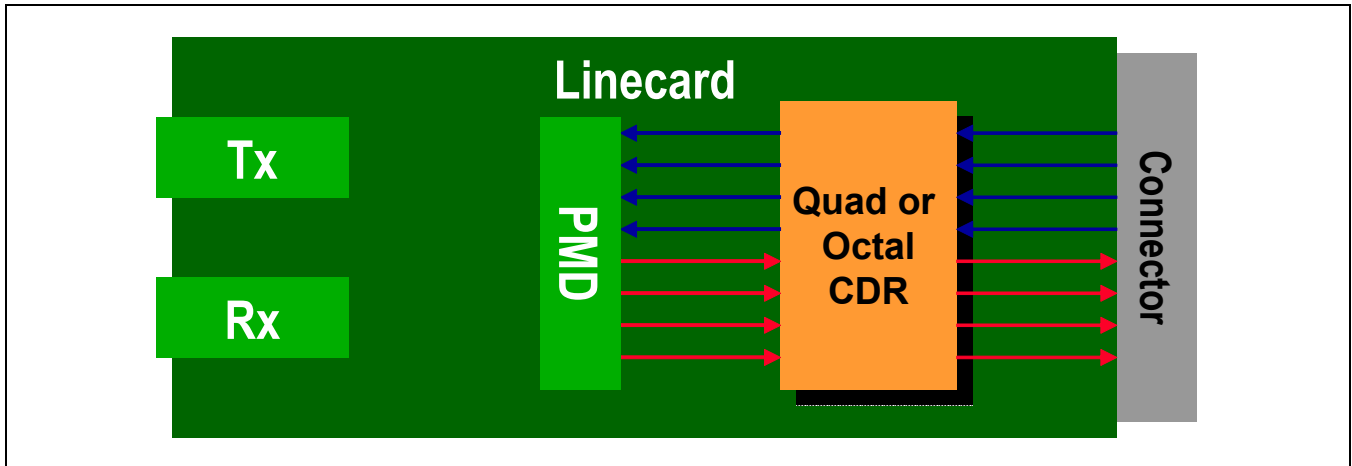 Linecard
Tx
Rx
PMD
Quad or
Octal
CDR
Connector